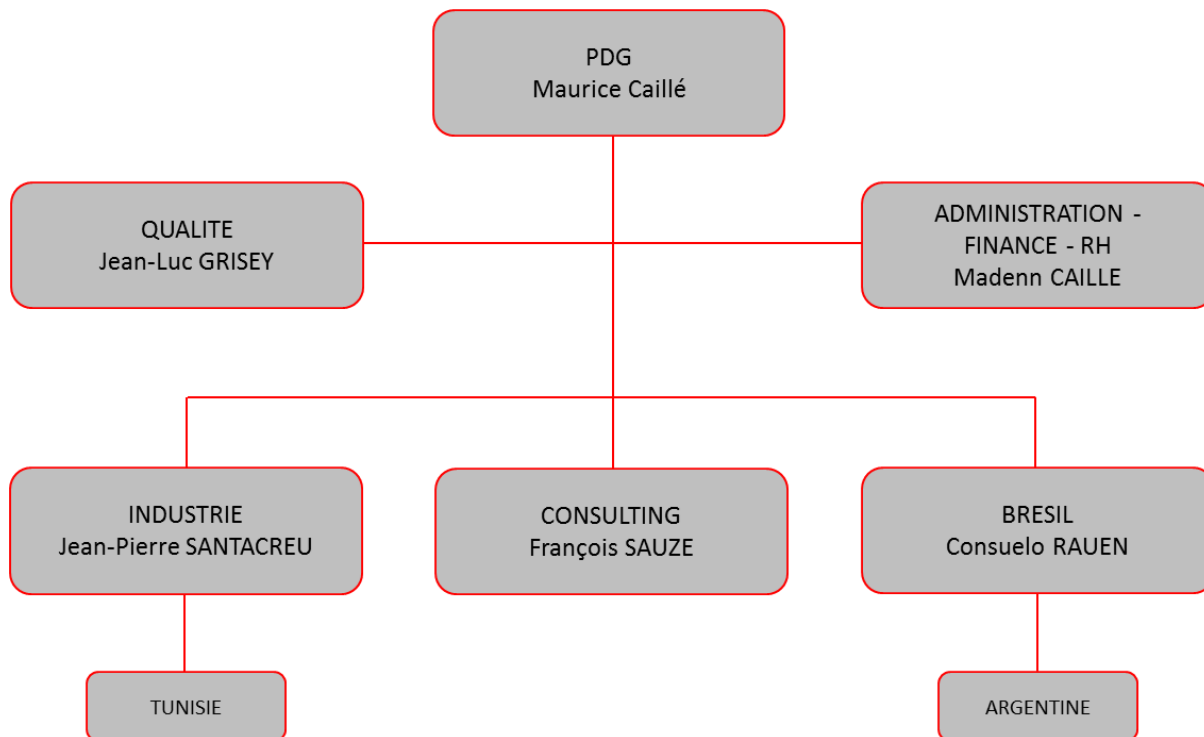 PDG
Maurice Caillé
QUALITE
Jean-Luc GRISEY
ADMINISTRATION -
FINANCE - RH
Madenn CAILLE
INDUSTRIE
Jean-Pierre SANTACREU
CONSULTING
François SAUZE
BRESIL
Consuelo RAUEN
TUNISIE
ARGENTINE